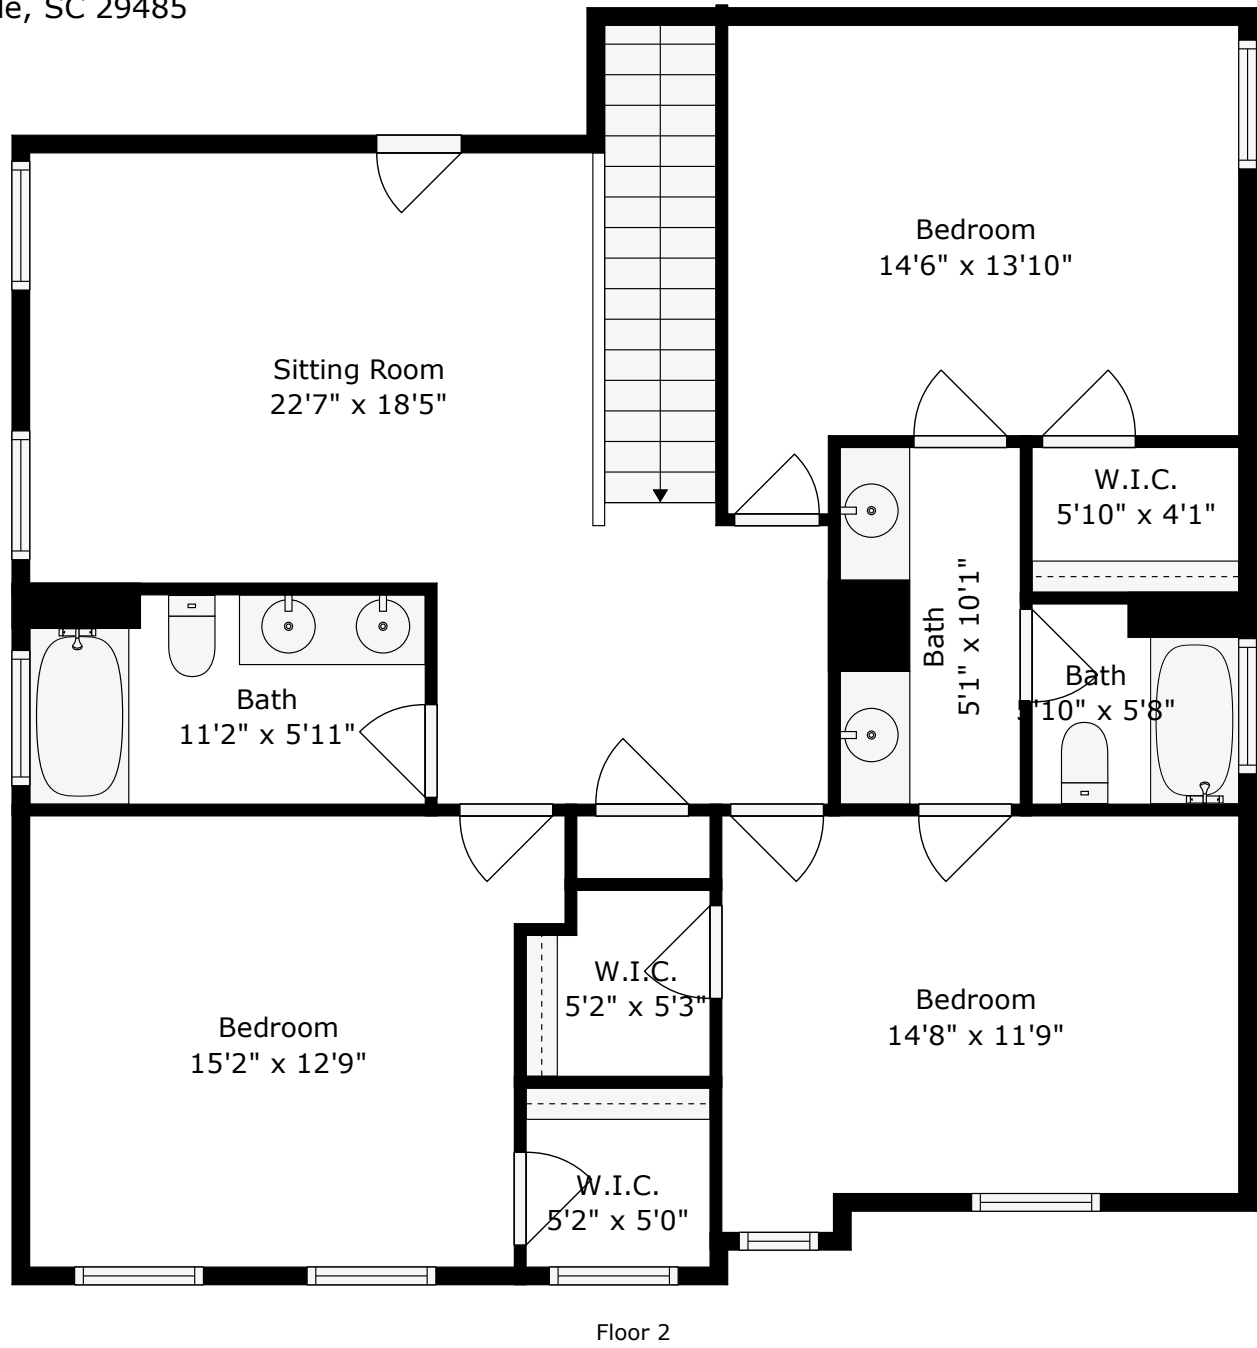 SC 29485
Bedroom
14'6" x 13'10"
Sitting Room
22'7" x 18'5"
W.I.C.
5'10" x 4'1"
Bath
5'1" x 10'1"
Bath
11'2" x 5'11"
Bath
5'10" x 5'8"
W.I.C.
5'2" x 5'3"
Bedroom
14'8" x 11'9"
Bedroom
15'2" x 12'9"
W.I.C.
5'2" x 5'0"
Floor 2